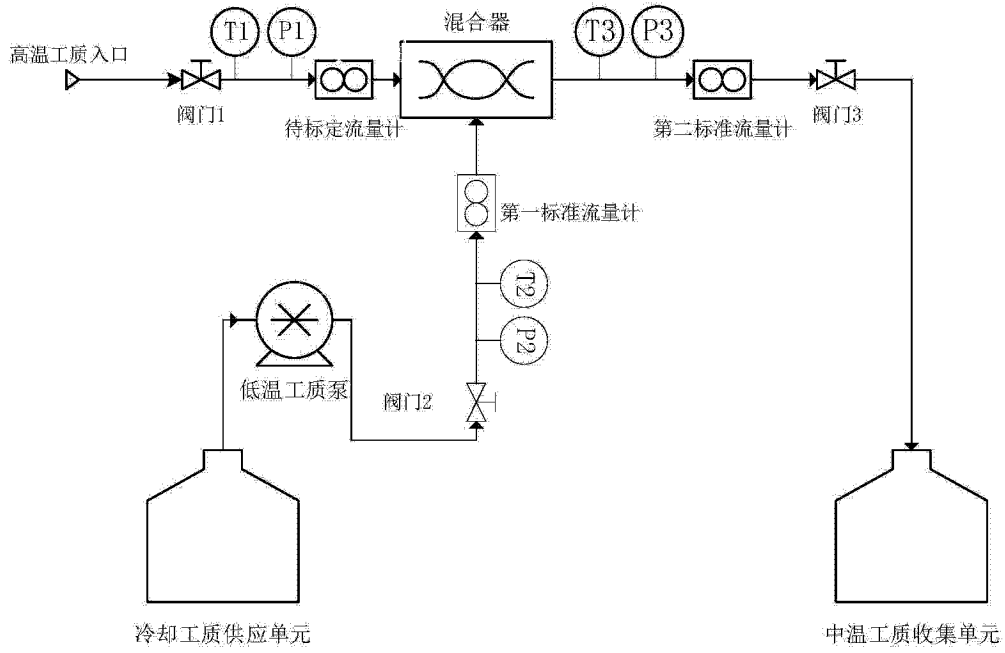 混合器
T1
P1
T3
P3
高温工质入口
阀门1
待标定流量计
第二标准流量计
阀门3
第一标准流量计
T2
P2
低温工质泵
阀门2
冷却工质供应单元
中温工质收集单元